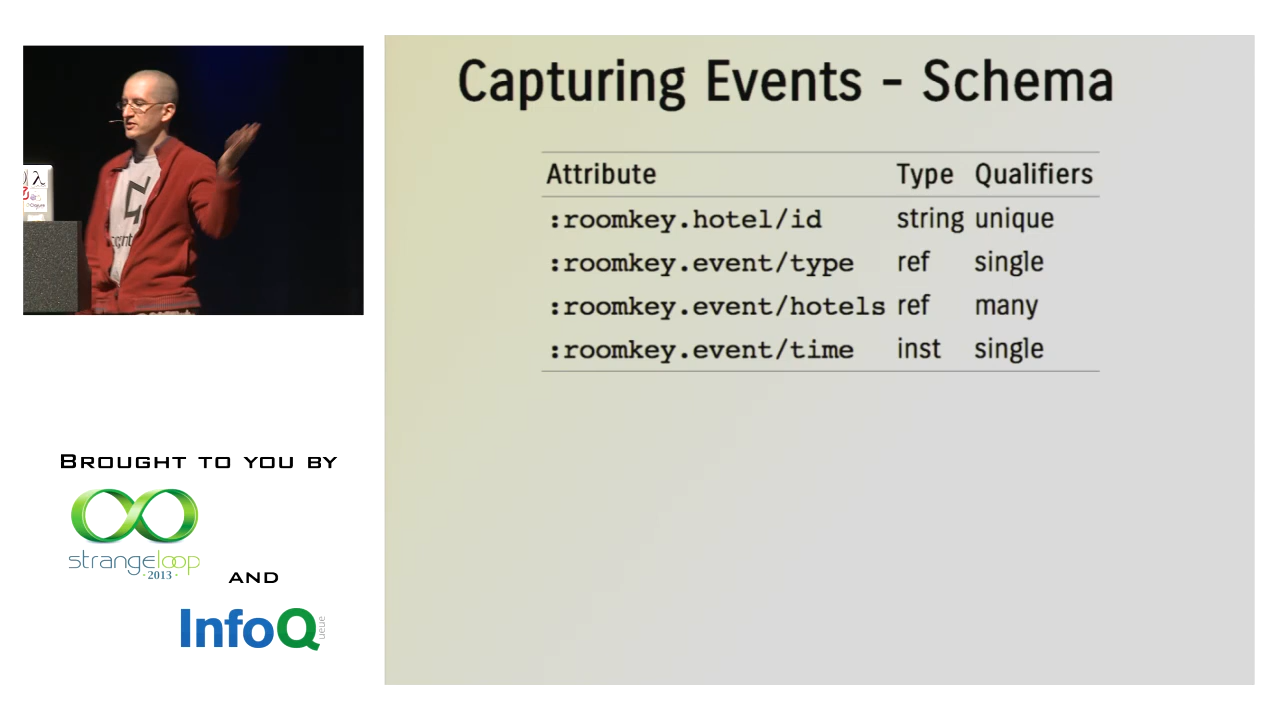 Capturing Events - Schema
Attribute Type Qualifiers
:roomkey.hotel/id string unique
:roomkey.event/type ref single
:roomkey.event/hotels ref many
:roomkey.event/time inst single
λ
BROUGHT TO YOU BY
strangeloop
·2013·
AND
InfoQ
queue